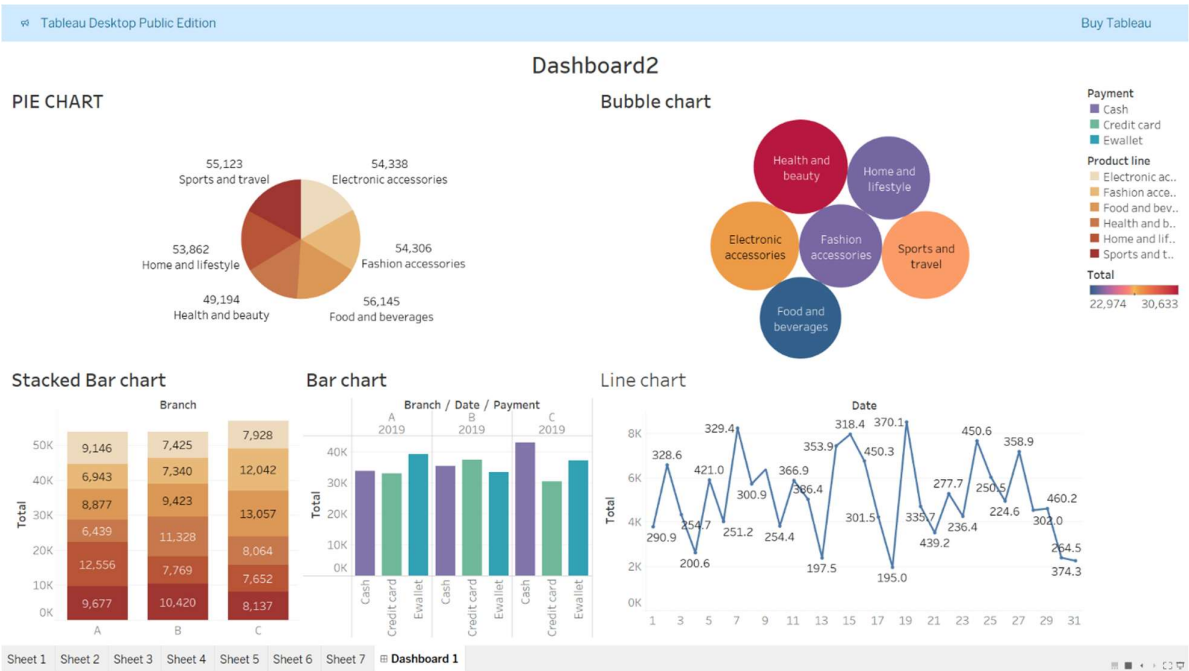 Tableau Desktop Public Edition
Buy Tableau
Dashboard2
PIE CHART
55,123
Sports and travel
54,338
Electronic accessories
53,862
Home and lifestyle
54,306
Fashion accessories
49,194
Health and beauty
56,145
Food and beverages
Bubble chart
Health and
beauty
Home and
lifestyle
Electronic
accessories
Fashion
accessories
Sports and
travel
Food and
beverages
Payment
Cash
Credit card
Ewallet
Product line
Electronic ac..
Fashion acce..
Food and bev..
Health and b..
Home and lif..
Sports and t..
Total
22,974 30,633
Stacked Bar chart
Branch
Total
50K
40K
30K
20K
10K
0K
9,146
6,943
8,877
6,439
12,556
9,677
7,425
7,340
9,423
11,328
7,769
10,420
7,928
12,042
13,057
8,064
7,652
8,137
A B C
Bar chart
Branch / Date / Payment
A B C
2019 2019 2019
Total
40K
30K
20K
10K
0K
Cash
Credit card
Ewallet
Cash
Credit card
Ewallet
Cash
Credit card
Ewallet
Line chart
Date
Total
8K
6K
4K
2K
0K
290.9
328.6
254.7
200.6
421.0
251.2
329.4
300.9
254.4
366.9
386.4
197.5
353.9
318.4
450.3
301.5
195.0
370.1
335.7
439.2
277.7
236.4
450.6
250.5
224.6
358.9
302.0
460.2
264.5
374.3
1 3 5 7 9 11 13 15 17 19 21 23 25 27 29 31
Sheet 1 Sheet 2 Sheet 3 Sheet 4 Sheet 5 Sheet 6 Sheet 7 Dashboard 1